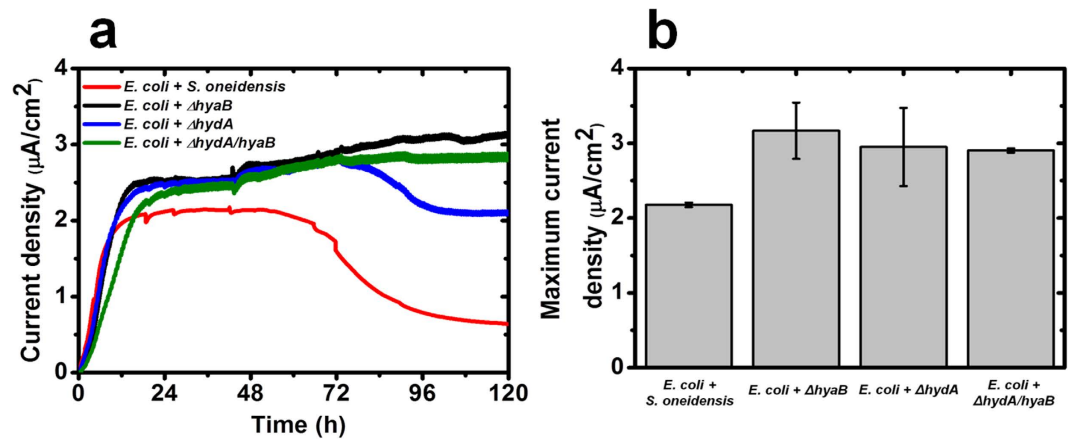 a
4
3
2
1
0
Current density (μA/cm²)
E. coli + S. oneidensis
E. coli + ΔhyaB
E. coli + ΔhydA
E. coli + ΔhydA/hyaB
0 24 48 72 96 120
Time (h)
b
4
3
2
1
0
Maximum current
density (μA/cm²)
E. coli +
S. oneidensis
E. coli + ΔhyaB
E. coli + ΔhydA
E. coli +
ΔhydA/hyaB